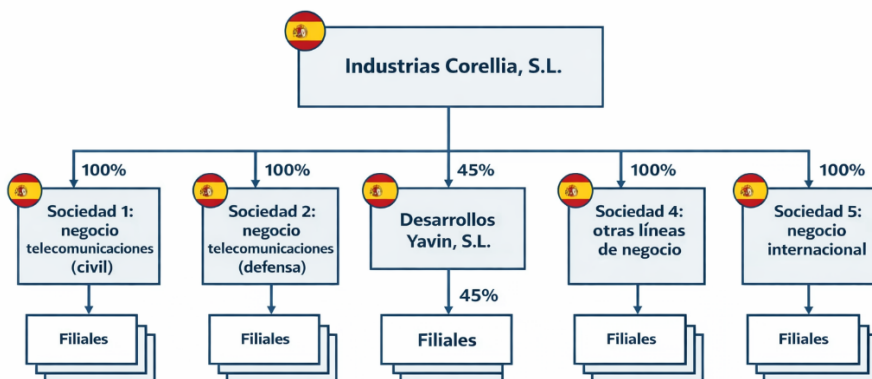 Industrias Corellia, S.L.
100%
100%
45%
100%
100%
Sociedad 1:
negocio
telecomunicaciones
(civil)
Sociedad 2:
negocio
telecomunicaciones
(defensa)
Desarrollos
Yavin, S.L.
Sociedad 4:
otras líneas
de negocio
Sociedad 5:
negocio
internacional
45%
Filiales
Filiales
Filiales
Filiales
Filiales